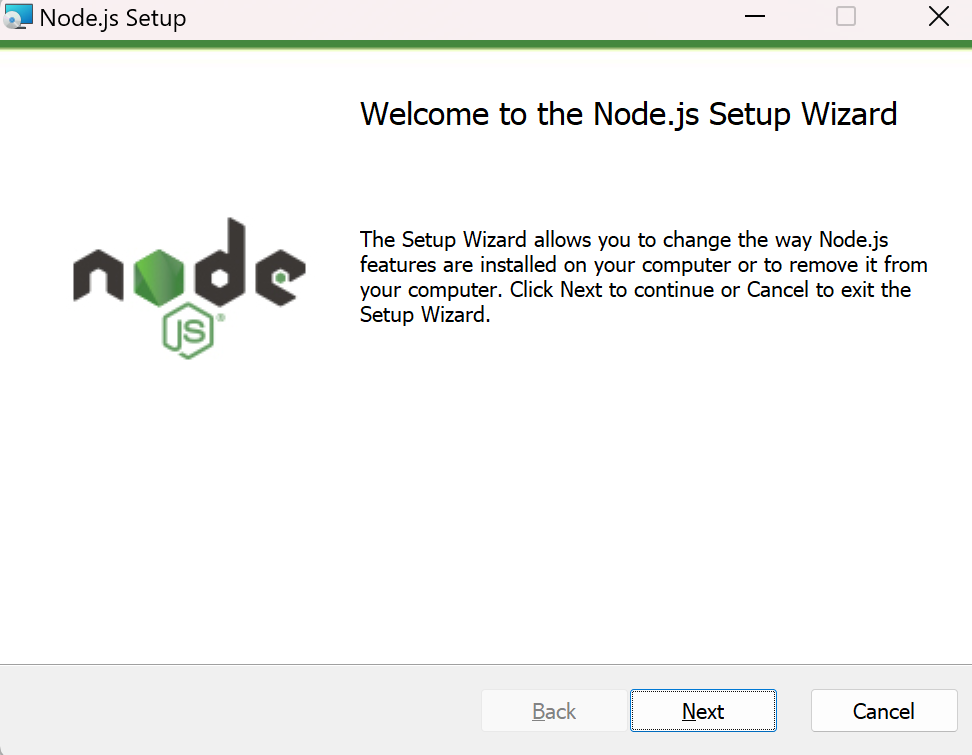 Node.js Setup
Welcome to the Node.js Setup Wizard
The Setup Wizard allows you to change the way Node.js
features are installed on your computer or to remove it from
your computer. Click Next to continue or Cancel to exit the
Setup Wizard.
node
JS®
Back
Next
Cancel